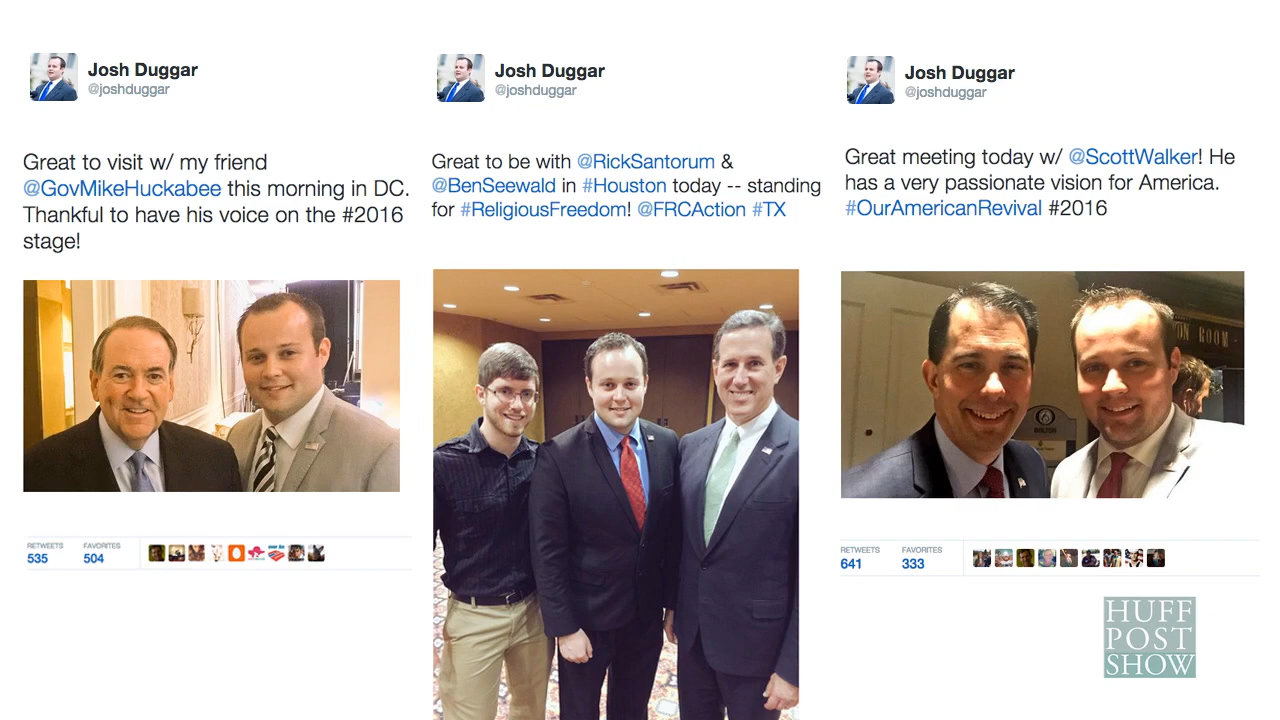 Josh Duggar
@joshduggar
Great to visit w/ my friend
@GovMikeHuckabee this morning in DC.
Thankful to have his voice on the #2016
stage!
RETWEETS FAVORITES
535 504
Josh Duggar
@joshduggar
Great to be with @RickSantorum &
@BenSeewald in #Houston today -- standing
for #ReligiousFreedom! @FRCAction #TX
Josh Duggar
@joshduggar
Great meeting today w/ @ScottWalker! He
has a very passionate vision for America.
#OurAmericanRevival #2016
ON ROOM
WALTON
RETWEETS FAVORITES
641 333
HUFF
POST
SHOW